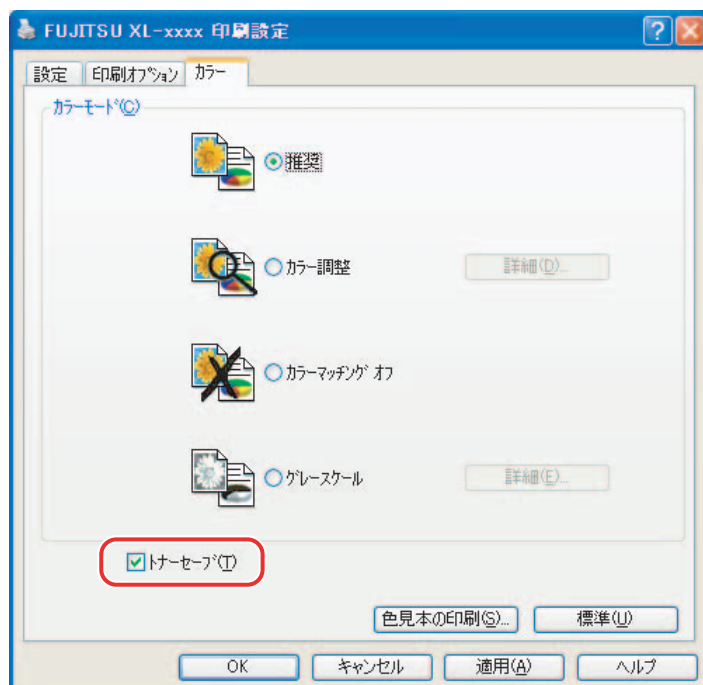 FUJITSU XL-xxxx 印刷設定
設定 印刷オプション カラー
カラーモード(C)
推奨
カラー調整 詳細(D)...
カラーマッチング オフ
グレースケール 詳細(E)...
トナーセーブ(T)
色見本の印刷(S)... 標準(U)
OK キャンセル 適用(A) ヘルプ